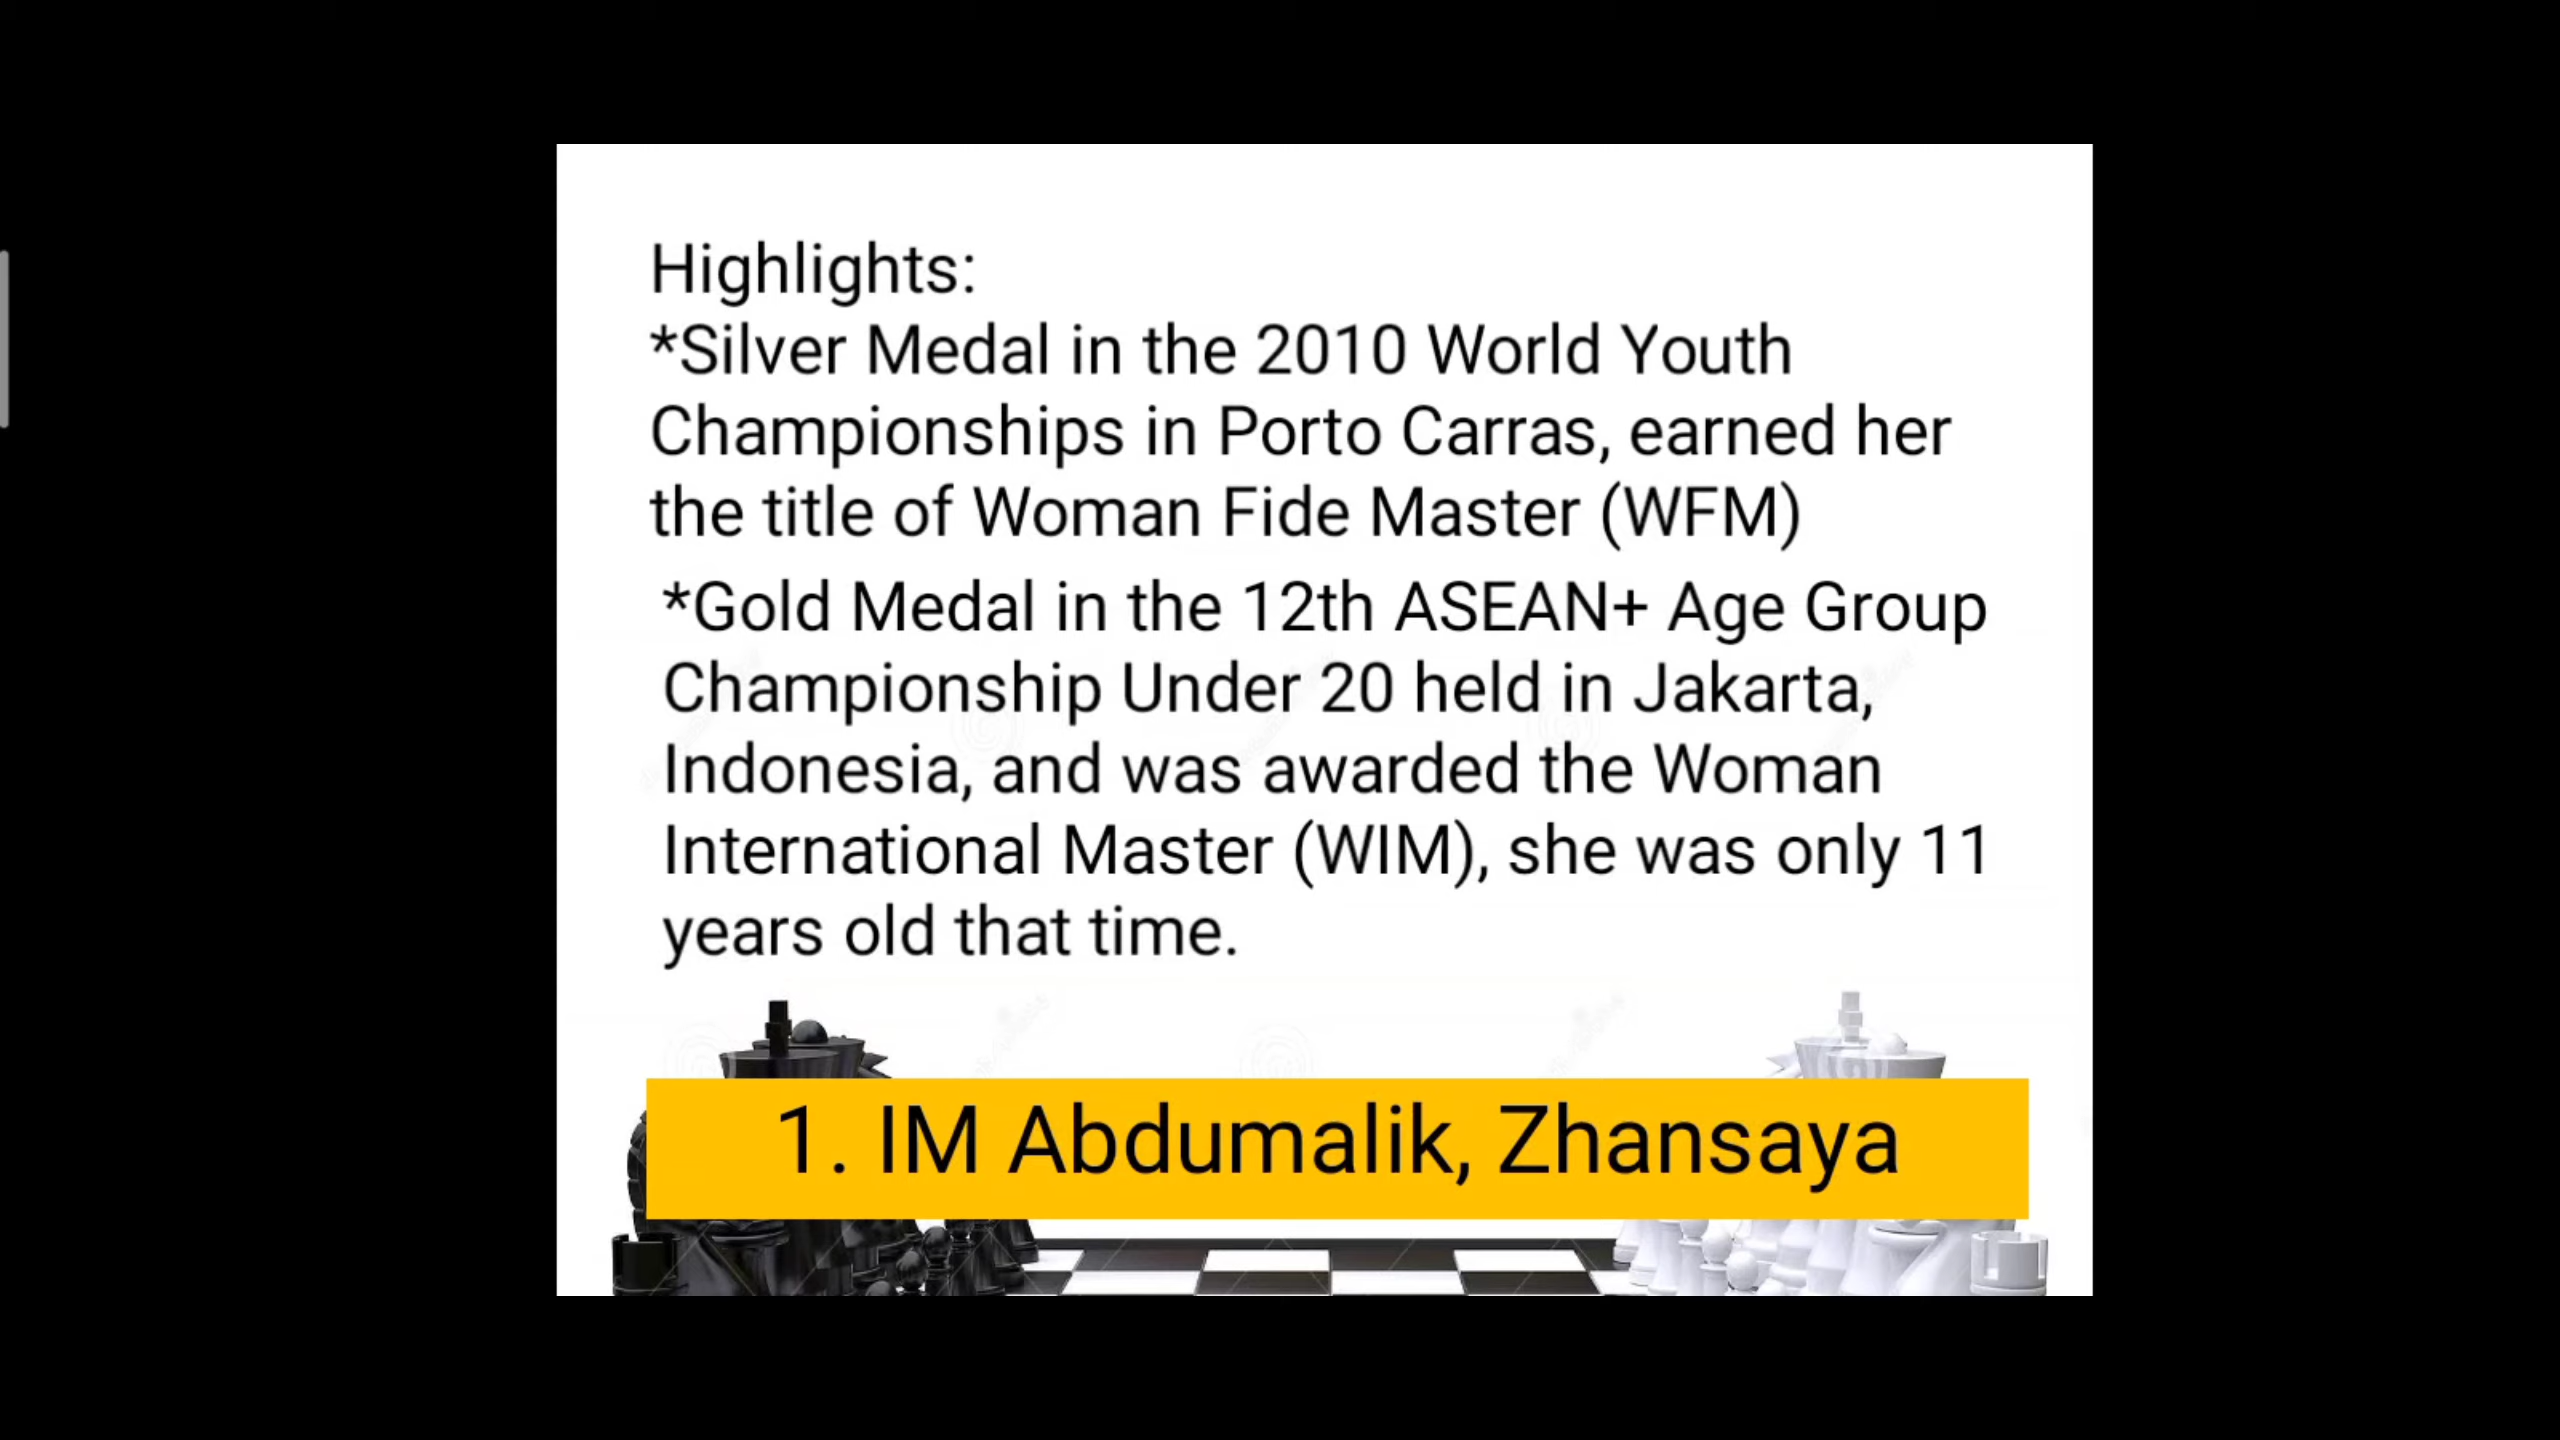 Highlights:
*Silver Medal in the 2010 World Youth
Championships in Porto Carras, earned her
the title of Woman Fide Master (WFM)
*Gold Medal in the 12th ASEAN+ Age Group
Championship Under 20 held in Jakarta,
Indonesia, and was awarded the Woman
International Master (WIM), she was only 11
years old that time.
1. IM Abdumalik, Zhansaya